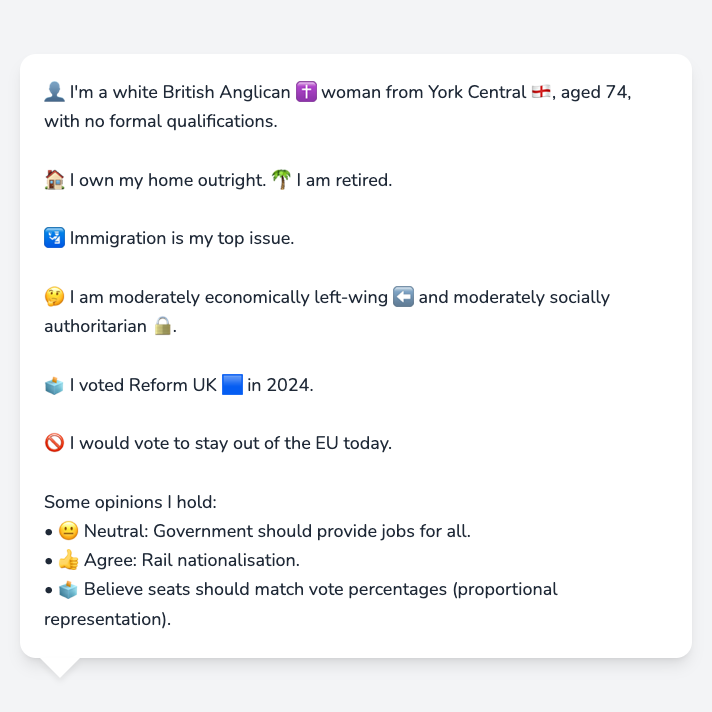 👤 I'm a white British Anglican ✝️ woman from York Central 🏴󠁧󠁢󠁥󠁮󠁧󠁿, aged 74,
with no formal qualifications.
🏠 I own my home outright. 🌴 I am retired.
🛂 Immigration is my top issue.
🤔 I am moderately economically left-wing ⬅️ and moderately socially
authoritarian 🔒.
🗳️ I voted Reform UK 🟦 in 2024.
🚫 I would vote to stay out of the EU today.
Some opinions I hold:
• 😐 Neutral: Government should provide jobs for all.
• 👍 Agree: Rail nationalisation.
• 🗳️ Believe seats should match vote percentages (proportional
representation).